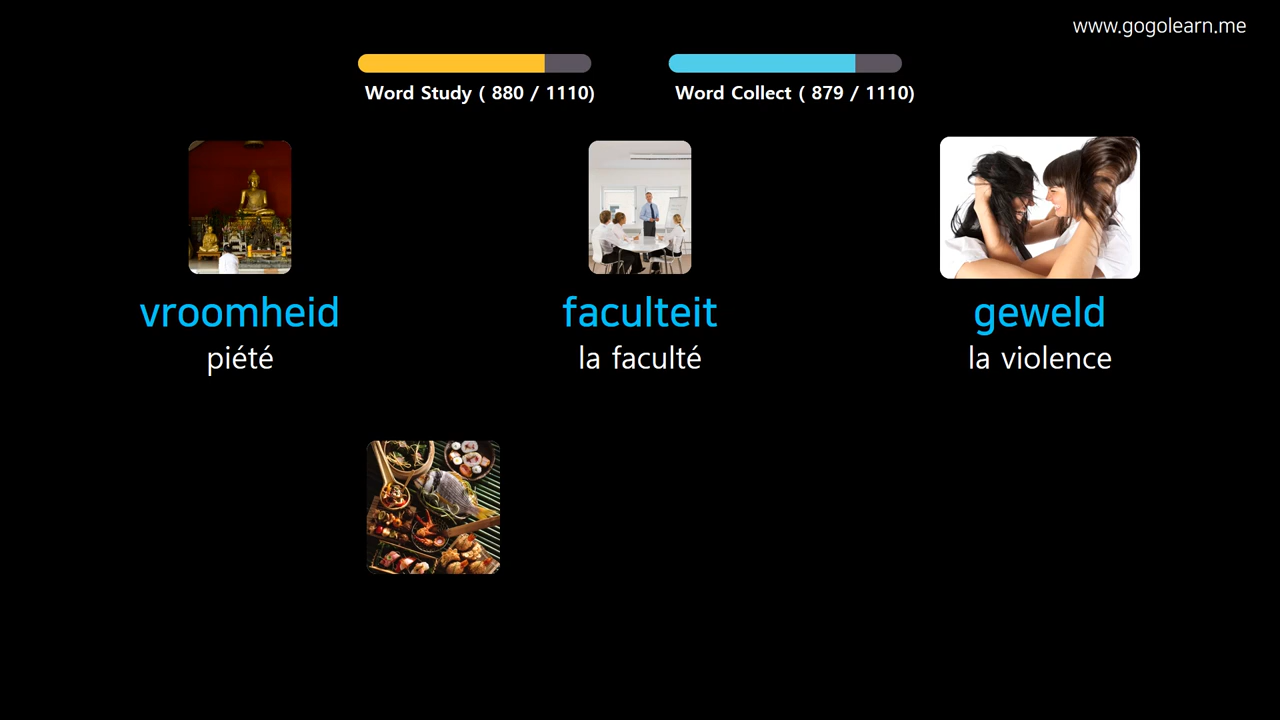 www.gogolearn.me
Word Study ( 880 / 1110)
Word Collect ( 879 / 1110)
vroomheid
piété
faculteit
la faculté
geweld
la violence